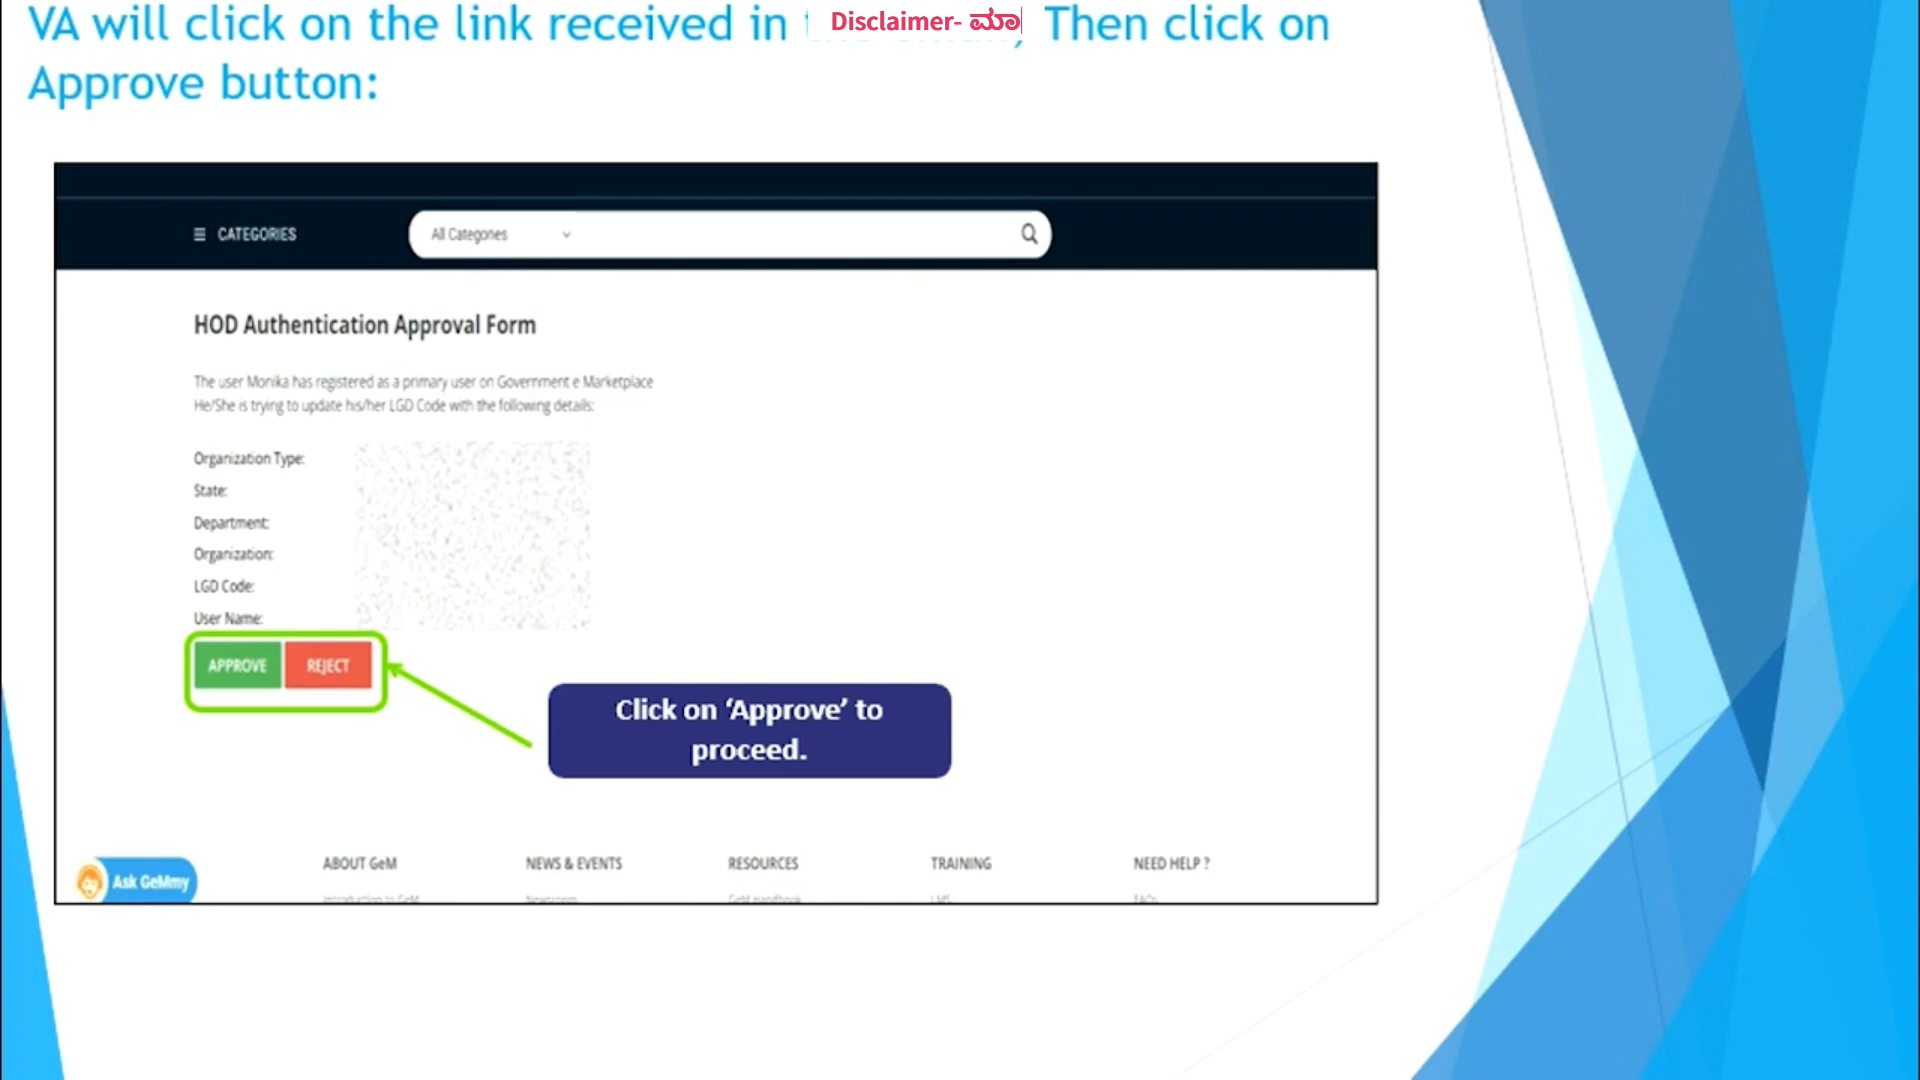 VA will click on the link received in Then click on
Disclaimer- ಮಾ
Approve button:
CATEGORIES
All Categories
HOD Authentication Approval Form
The user Monika has registered as a primary user on Government e Marketplace
He/She is trying to update his/her LGD Code with the following details:
Organization Type:
State:
Department:
Organization:
LGD Code:
User Name:
APPROVE REJECT
Click on ‘Approve’ to
proceed.
Ask GeMmy
ABOUT GeM NEWS & EVENTS RESOURCES TRAINING NEED HELP ?